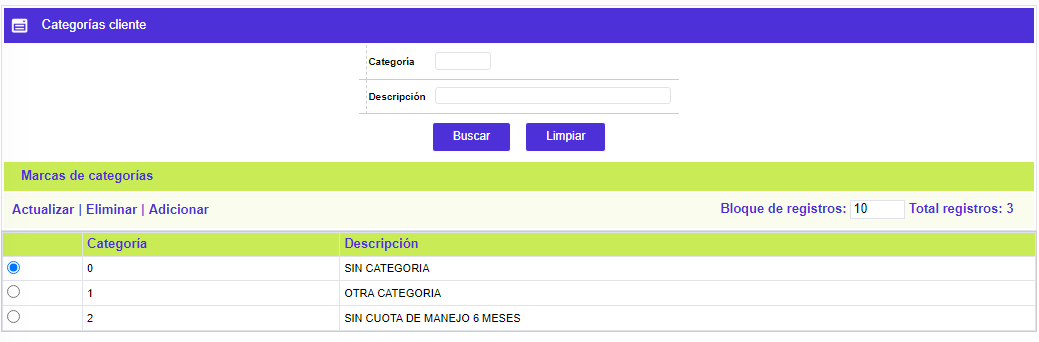 Categorías cliente
Categoría
Descripción
Buscar Limpiar
Marcas de categorías
Actualizar | Eliminar | Adicionar Bloque de registros: 10 Total registros: 3
Categoría Descripción
0 SIN CATEGORIA
1 OTRA CATEGORIA
2 SIN CUOTA DE MANEJO 6 MESES